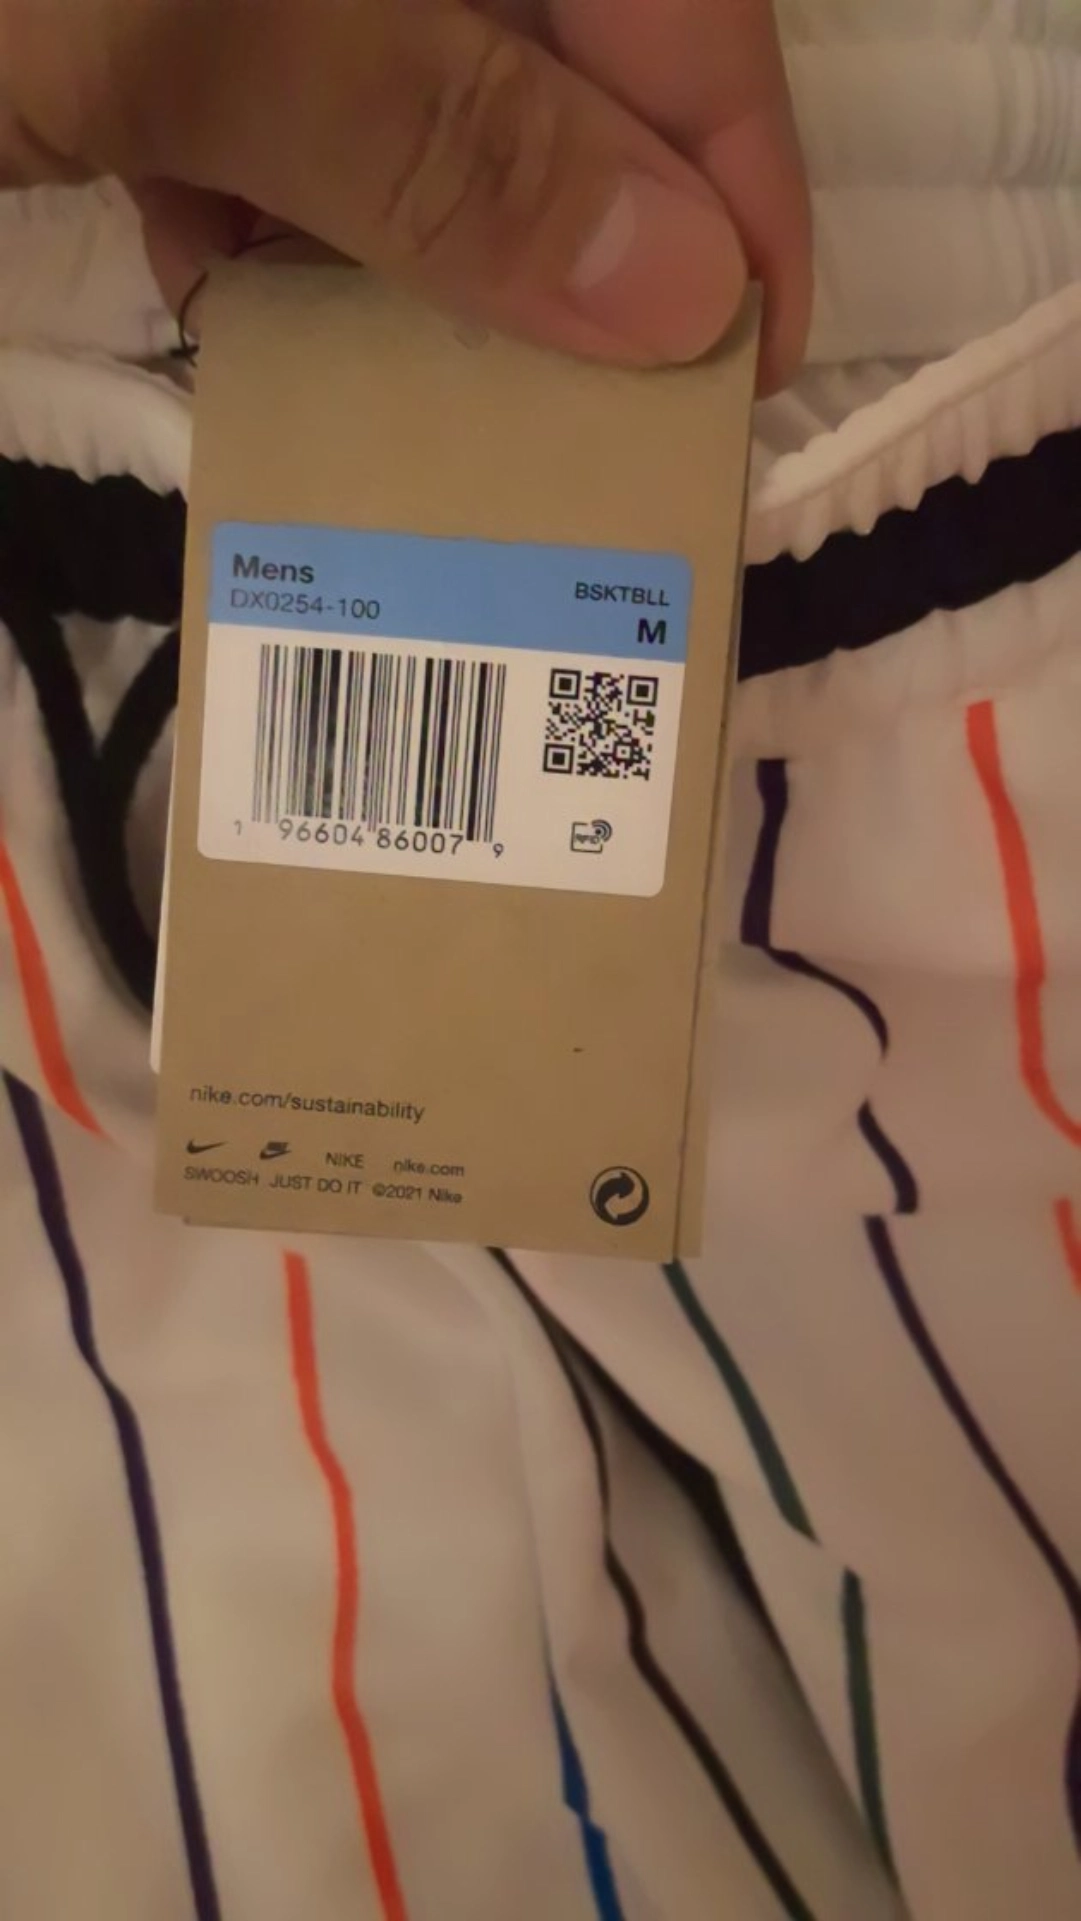 Mens
BSKTBLL
DX0254-100
M
1 96604 86007 9
RFID
nike.com/sustainability
NIKE nike.com
SWOOSH JUST DO IT ©2021 Nike